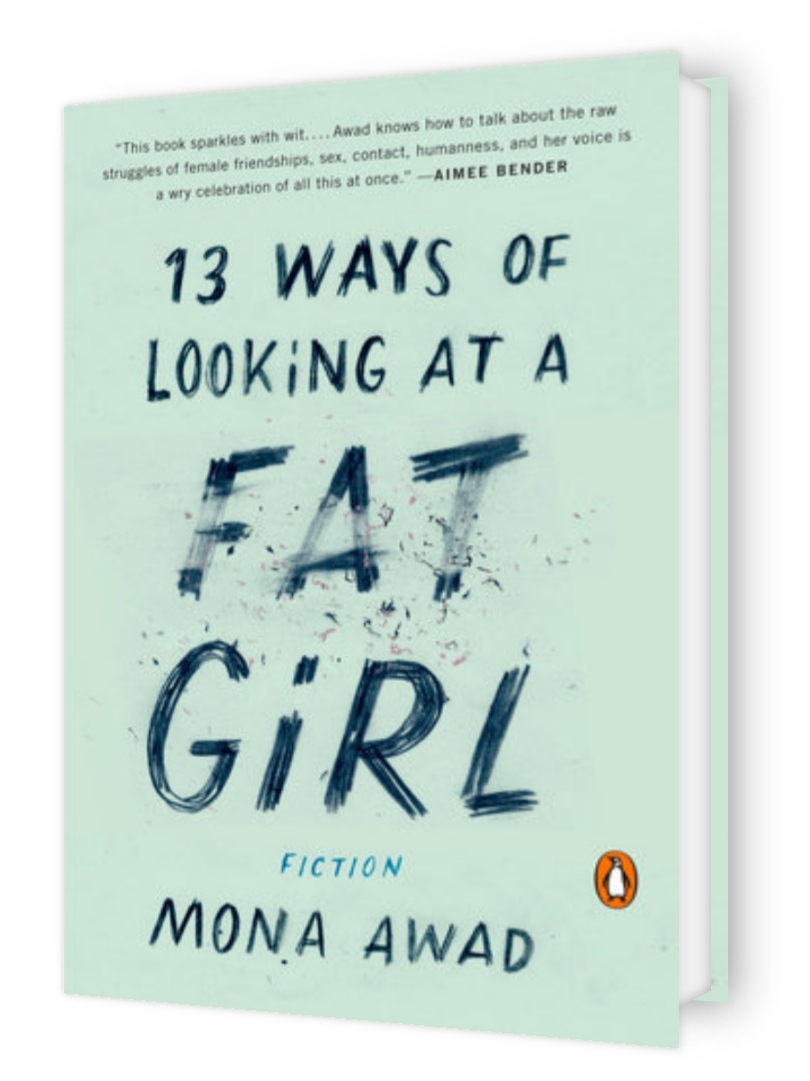 “This book sparkles with wit.... Awad knows how to talk about the raw
struggles of female friendships, sex, contact, humanness, and her voice is
a wry celebration of all this at once.” —AIMEE BENDER
13 WAYS OF
LOOKiNG AT A
FAT
GiRL
FICTION
MONA AWAD